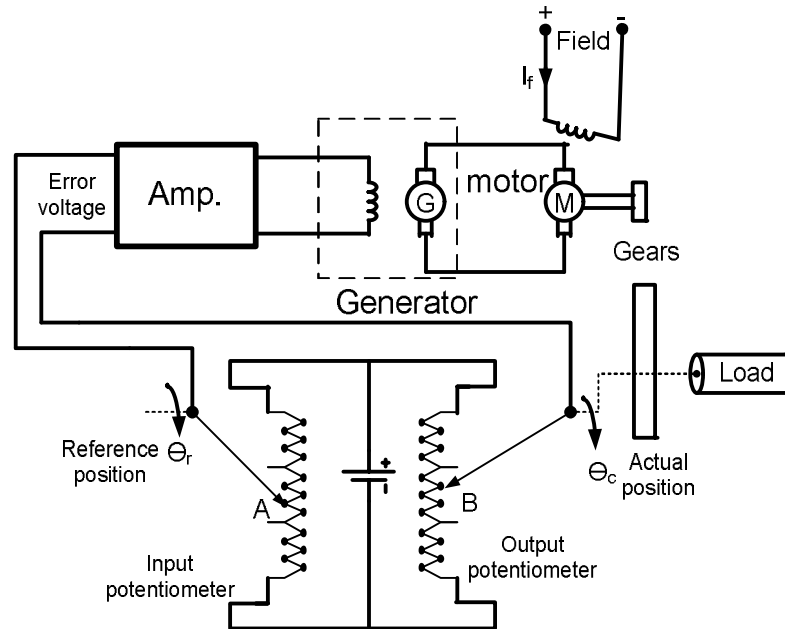 + -
Field
I_f
Error
voltage
Amp.
G
motor
M
Gears
Generator
Load
Reference
position
Θ_r
+
-
A
B
Θ_c
Actual
position
Input
potentiometer
Output
potentiometer